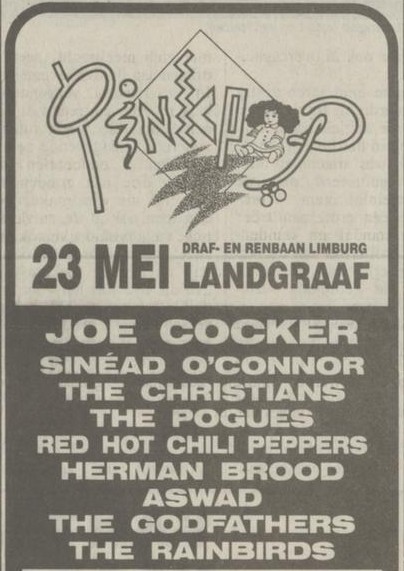 PINKPOP
DRAF- EN RENBAAN LIMBURG
23 MEI LANDGRAAF
JOE COCKER
SINÉAD O'CONNOR
THE CHRISTIANS
THE POGUES
RED HOT CHILI PEPPERS
HERMAN BROOD
ASWAD
THE GODFATHERS
THE RAINBIRDS